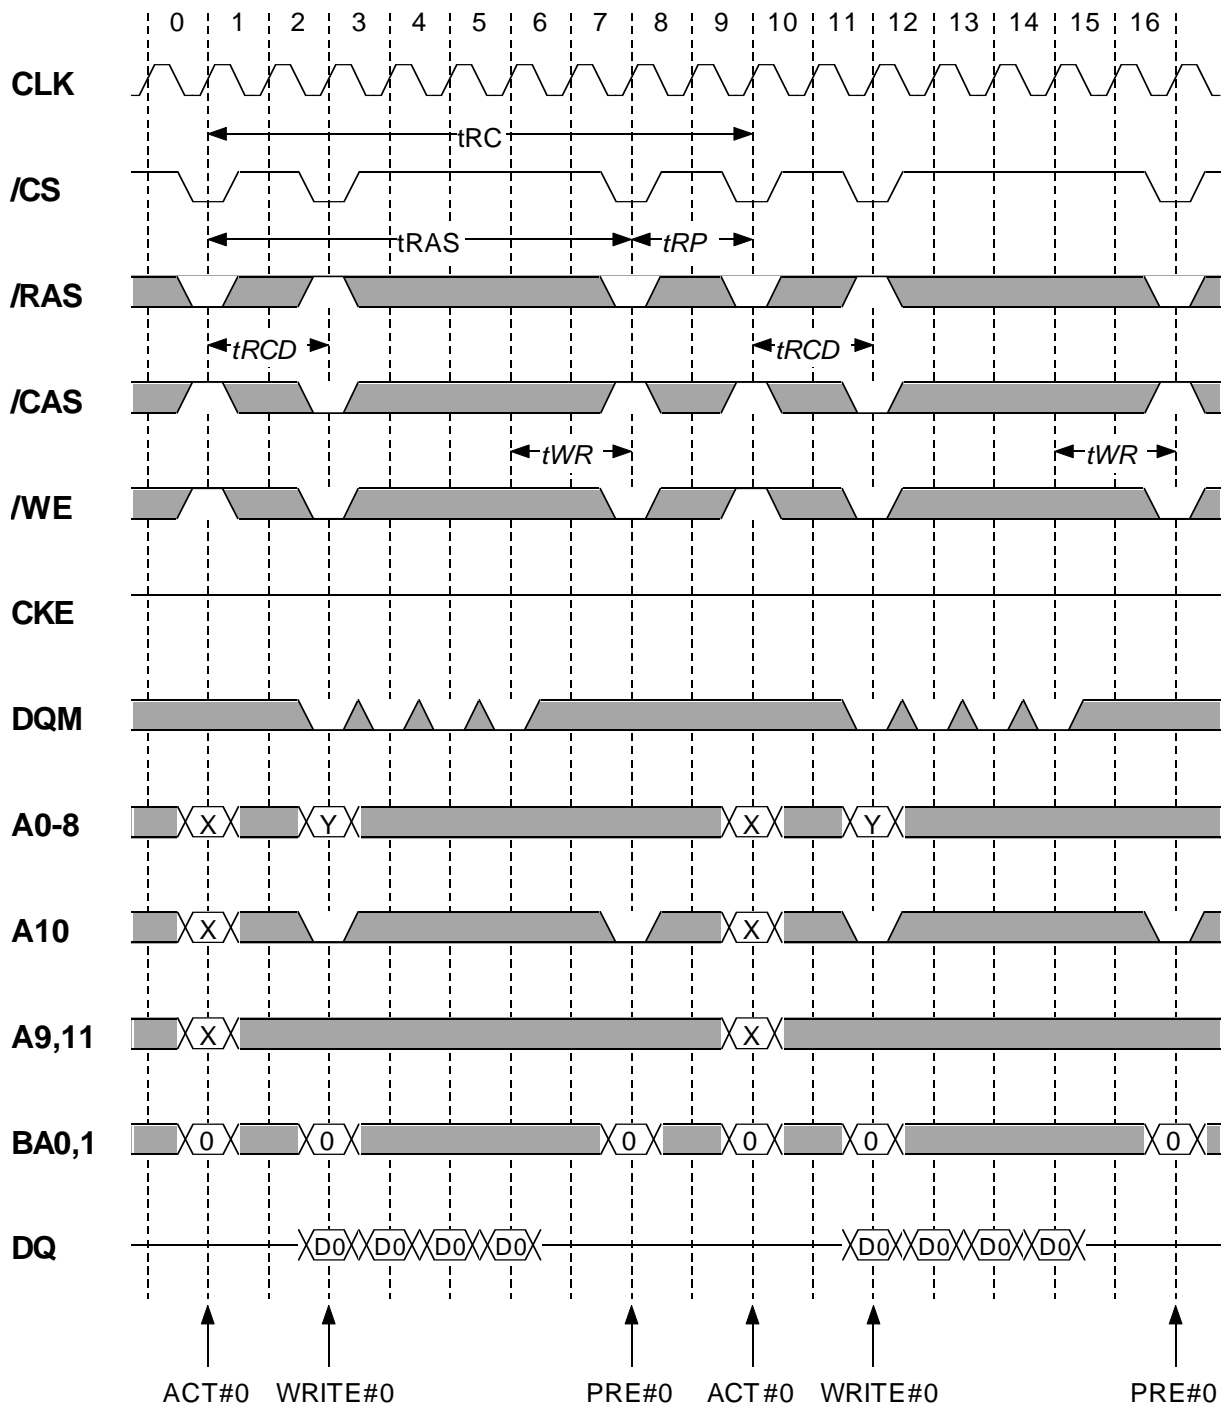 0 1 2 3 4 5 6 7 8 9 10 11 12 13 14 15 16
CLK
tRC
/CS
tRAS tRP
/RAS
tRCD tRCD
/CAS
tWR tWR
/WE
CKE
DQM
A0-8 X Y X Y
A10 X X
A9,11 X X
BA0,1 0 0 0 0 0 0
DQ D0 D0 D0 D0 D0 D0 D0 D0
ACT#0 WRITE#0 PRE#0 ACT#0 WRITE#0 PRE#0